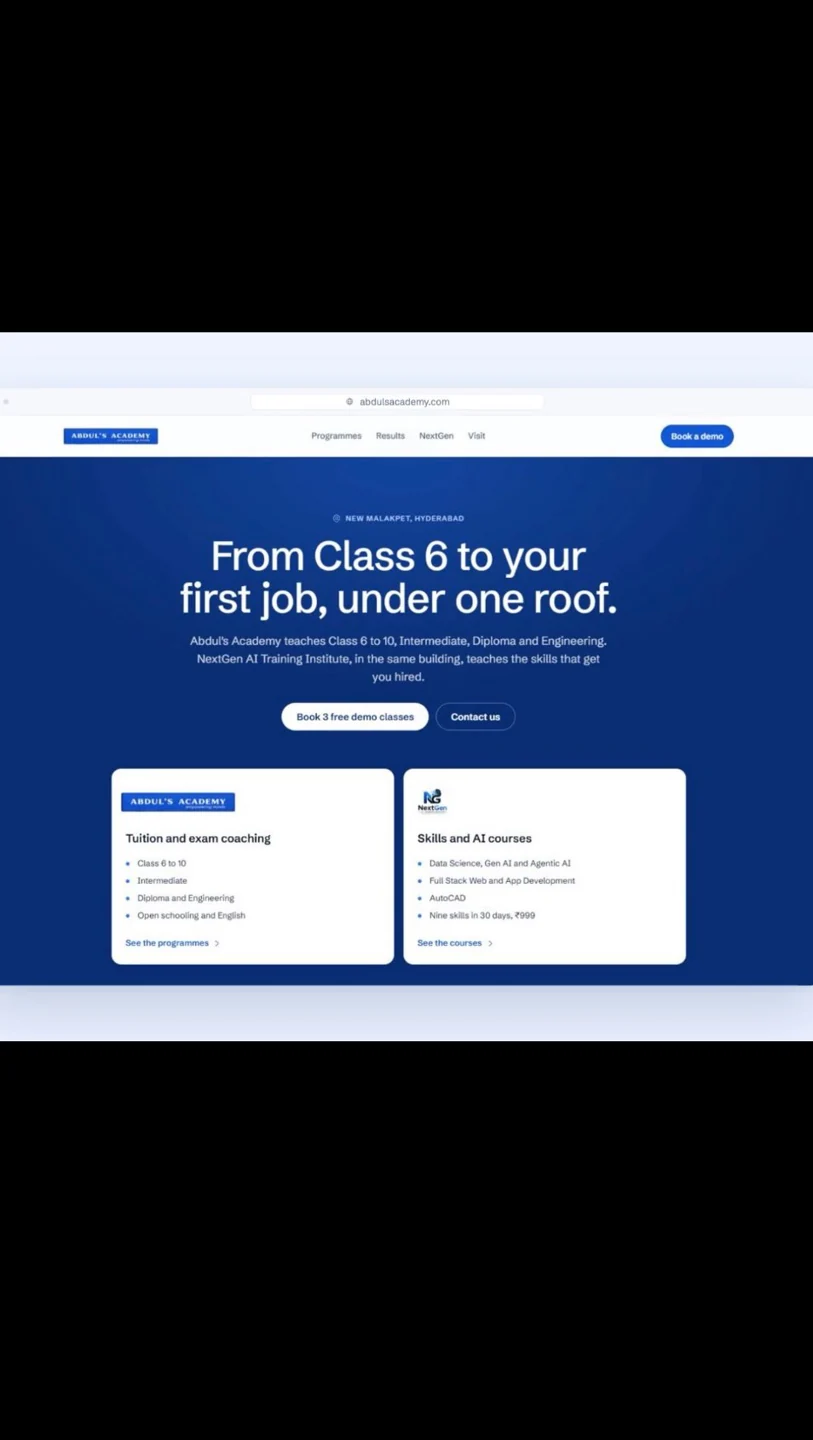 abdulsacademy.com
ABDUL'S ACADEMY
Programmes Results NextGen Visit
Book a demo
NEW MALAKPET, HYDERABAD
From Class 6 to your
first job, under one roof.
Abdul's Academy teaches Class 6 to 10, Intermediate, Diploma and Engineering.
NextGen AI Training Institute, in the same building, teaches the skills that get
you hired.
Book 3 free demo classes
Contact us
ABDUL'S ACADEMY
Tuition and exam coaching
Class 6 to 10
Intermediate
Diploma and Engineering
Open schooling and English
See the programmes
NG
NextGen
Skills and AI courses
Data Science, Gen AI and Agentic AI
Full Stack Web and App Development
AutoCAD
Nine skills in 30 days, ₹999
See the courses